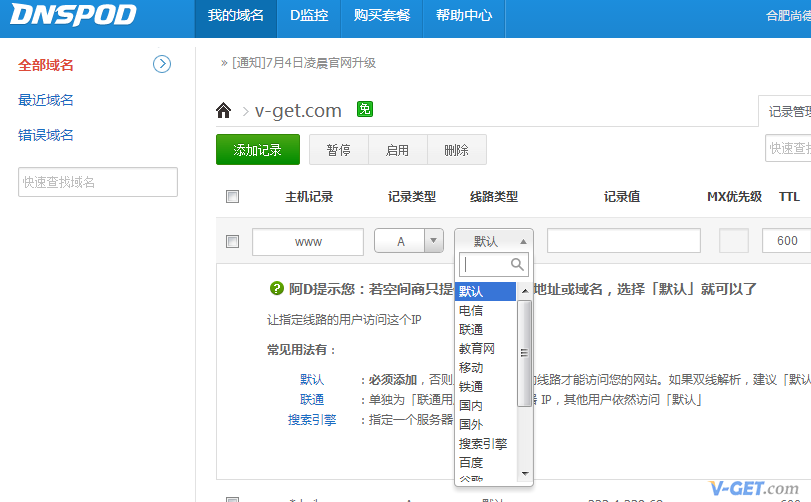 DNSPOD 我的域名 D监控 购买套餐 帮助中心 合肥尚德
全部域名
最近域名
错误域名
快速查找域名
» [通知]7月4日凌晨官网升级
v-get.com 免
记录管理
添加记录 暂停 启用 删除 快速查找
主机记录 记录类型 线路类型 记录值 MX优先级 TTL
www A 默认 600
默认
电信
联通
教育网
移动
铁通
国内
国外
搜索引擎
百度
谷歌
阿D提示您：若空间商只提 地址或域名，选择「默认」就可以了
让指定线路的用户访问这个IP
常见用法有：
默认 ：必须添加，否则 线路才能访问您的网站。如果双线解析，建议「默认
联通 ：单独为「联通用 器 IP，其他用户依然访问「默认」
搜索引擎 ：指定一个服务器
V-GET.com